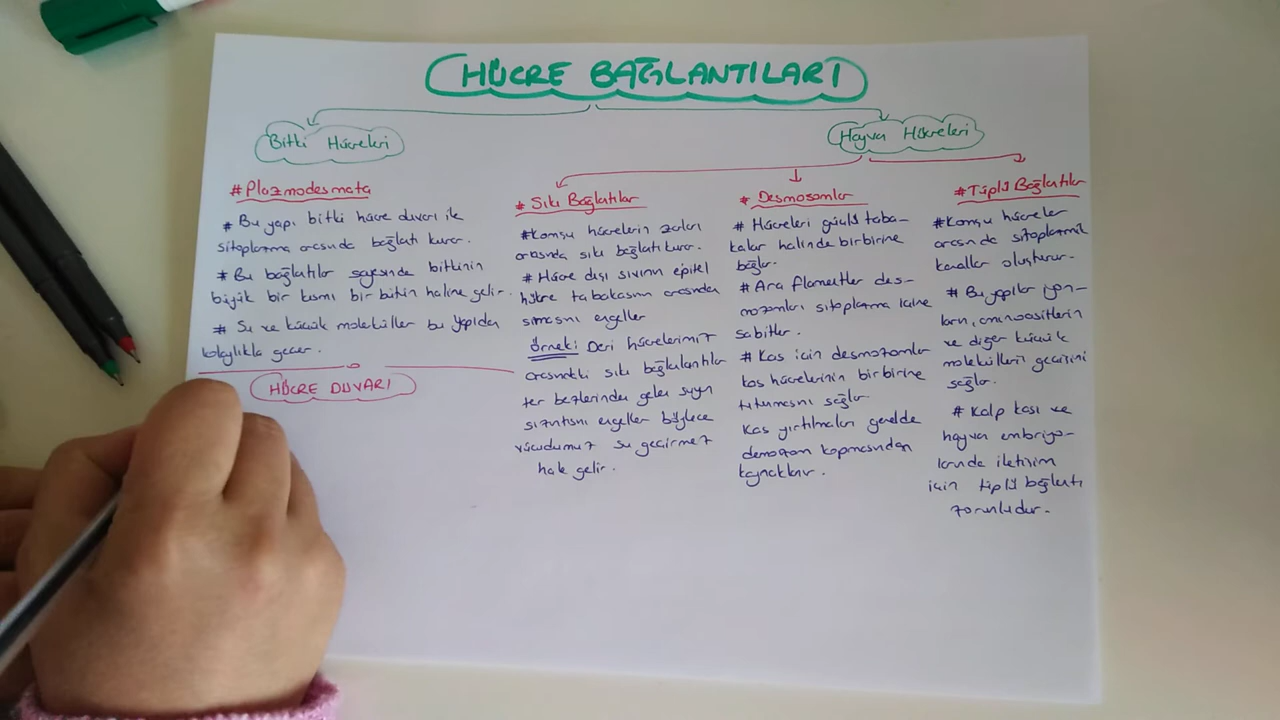 HÜCRE BAĞLANTILARI
Bitki Hücreleri
Hayvan Hücreleri
# Plazmodesmata
# Bu yapı bitki hücre duvarı ile
sitoplazma arasında bağlantı kurar.
# Bu bağlantılar sayesinde bitkinin
büyük bir kısmı bir bütün haline gelir.
# Su ve küçük moleküller bu yapıdan
kolaylıkla geçer.
HÜCRE DUVARI
# Sıkı Bağlantılar
#Komşu hücrelerin zarları
arasında sıkı bağlantı kurar.
# Hücre dışı sıvının epitel
hücre tabakasının arasından
sızmasını engeller
Örnek: Deri hücrelerimiz
arasındaki sıkı bağlantılar
ter bezlerinden gelen suyun
sızıntısını engeller böylece
vücudumuz su geçirmez
hale gelir.
# Desmozomlar
# Hücreleri güçlü taba-
kalar halinde birbirine
bağlar.
# Ara flamentler des-
mozomları sitoplazma içine
sabitler.
# Kas için desmozomlar
kas hücrelerinin birbirine
tutunmasını sağlar
Kas yırtılmaları genelde
demozom kopmasından
kaynaklanır.
# Tüplü Bağlantılar
#Komşu hücreler
arasında sitoplazmik
kanallar oluşturur.
# Bu yapılar iyon-
ların, aminoasitlerin
ve diğer küçük
moleküllerin geçişini
sağlar.
# Kalp kası ve
hayvan embriyo-
larında iletişim
için tüplü bağlantı
zorunludur.